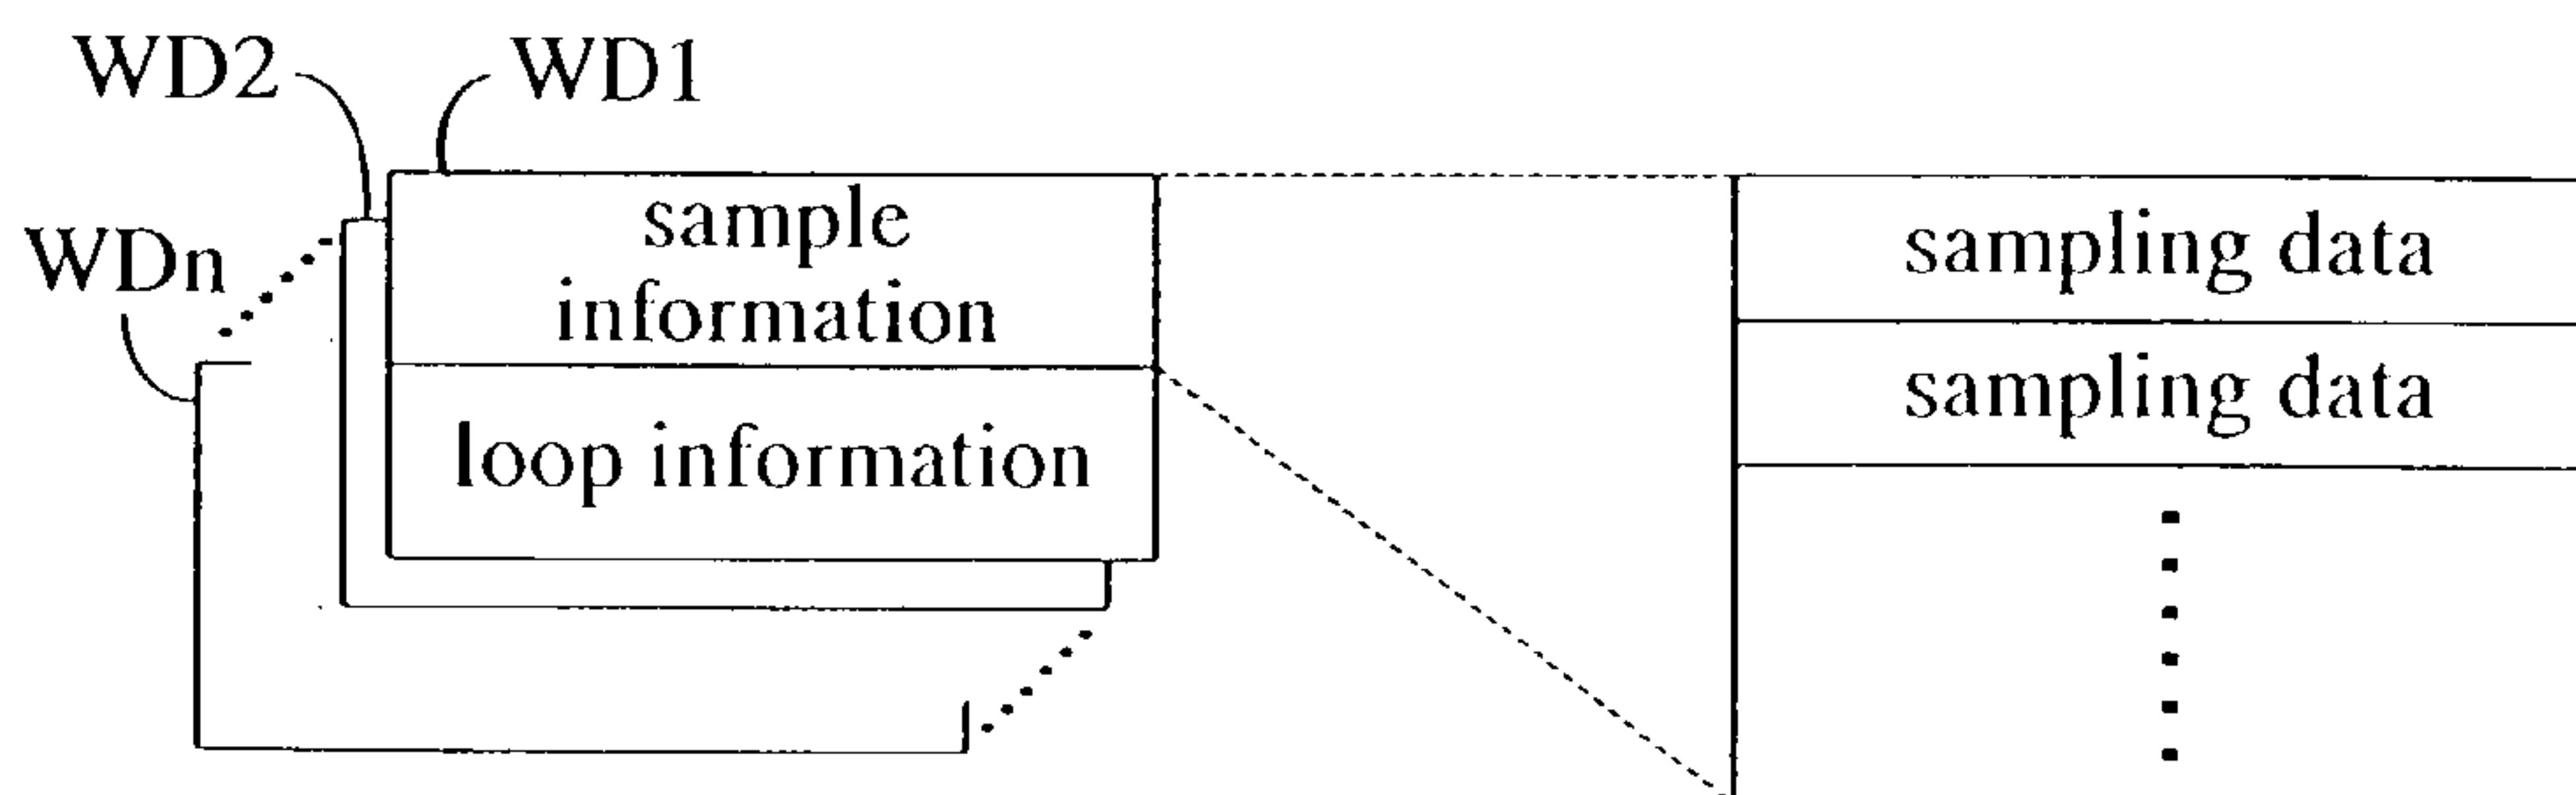 WD2
WD1
WDn
sample
information
loop information
sampling data
sampling data